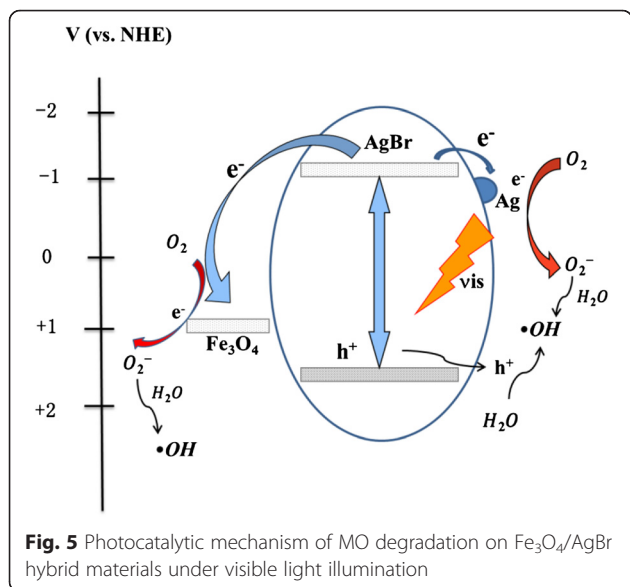 V (vs. NHE)
−2
−1
0
+1
+2
AgBr
e⁻
e⁻
O₂
e⁻
Ag
O₂
O₂⁻
H₂O
•OH
vis
e⁻
Fe₃O₄
h⁺
h⁺
H₂O
O₂⁻
H₂O
•OH
Fig. 5 Photocatalytic mechanism of MO degradation on Fe₃O₄/AgBr
hybrid materials under visible light illumination